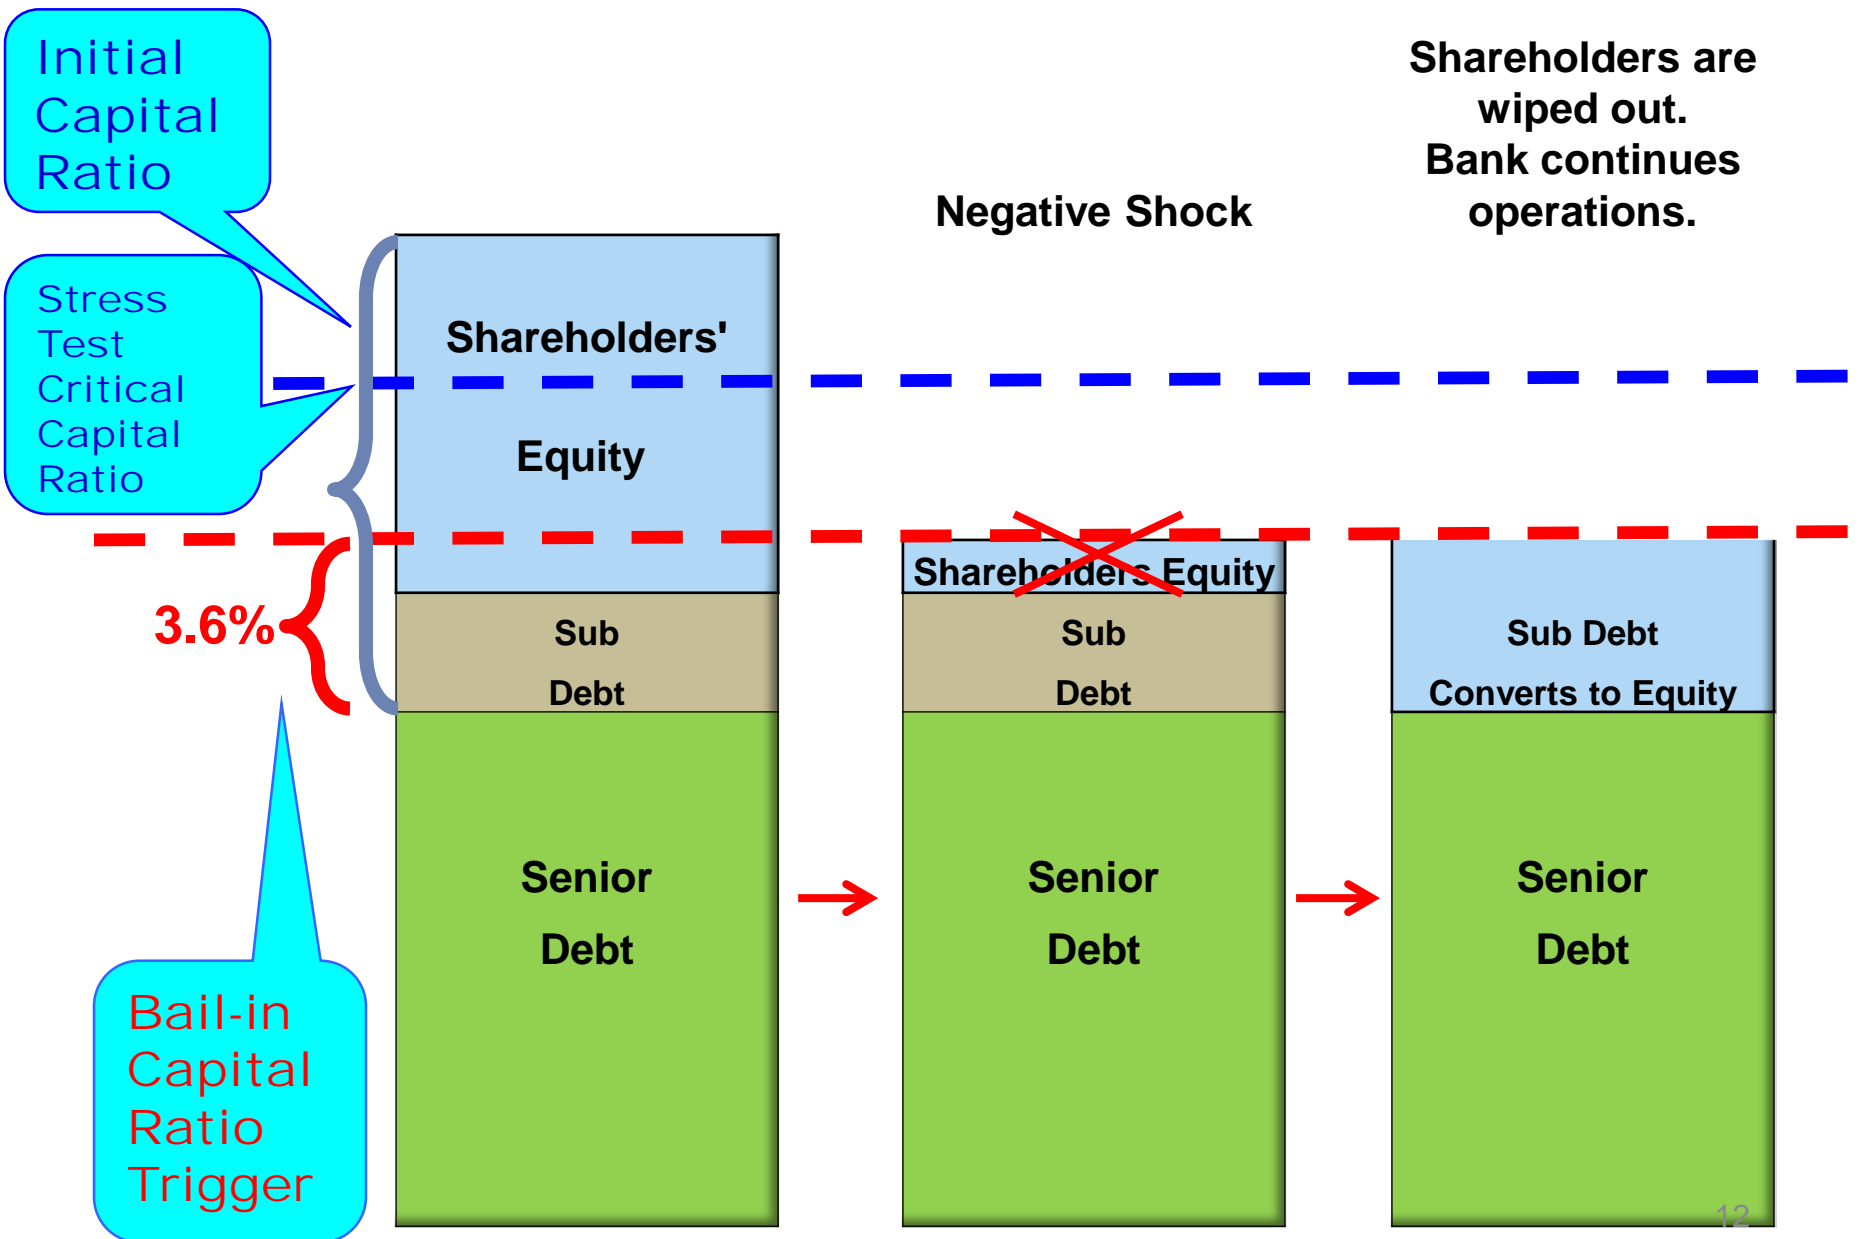 Initial
Capital
Ratio
Stress
Test
Critical
Capital
Ratio
3.6%
Bail-in
Capital
Ratio
Trigger
Shareholders'
Equity
Sub
Debt
Senior
Debt
Negative Shock
Shareholders Equity
Sub
Debt
Senior
Debt
Shareholders are
wiped out.
Bank continues
operations.
Sub Debt
Converts to Equity
Senior
Debt
12